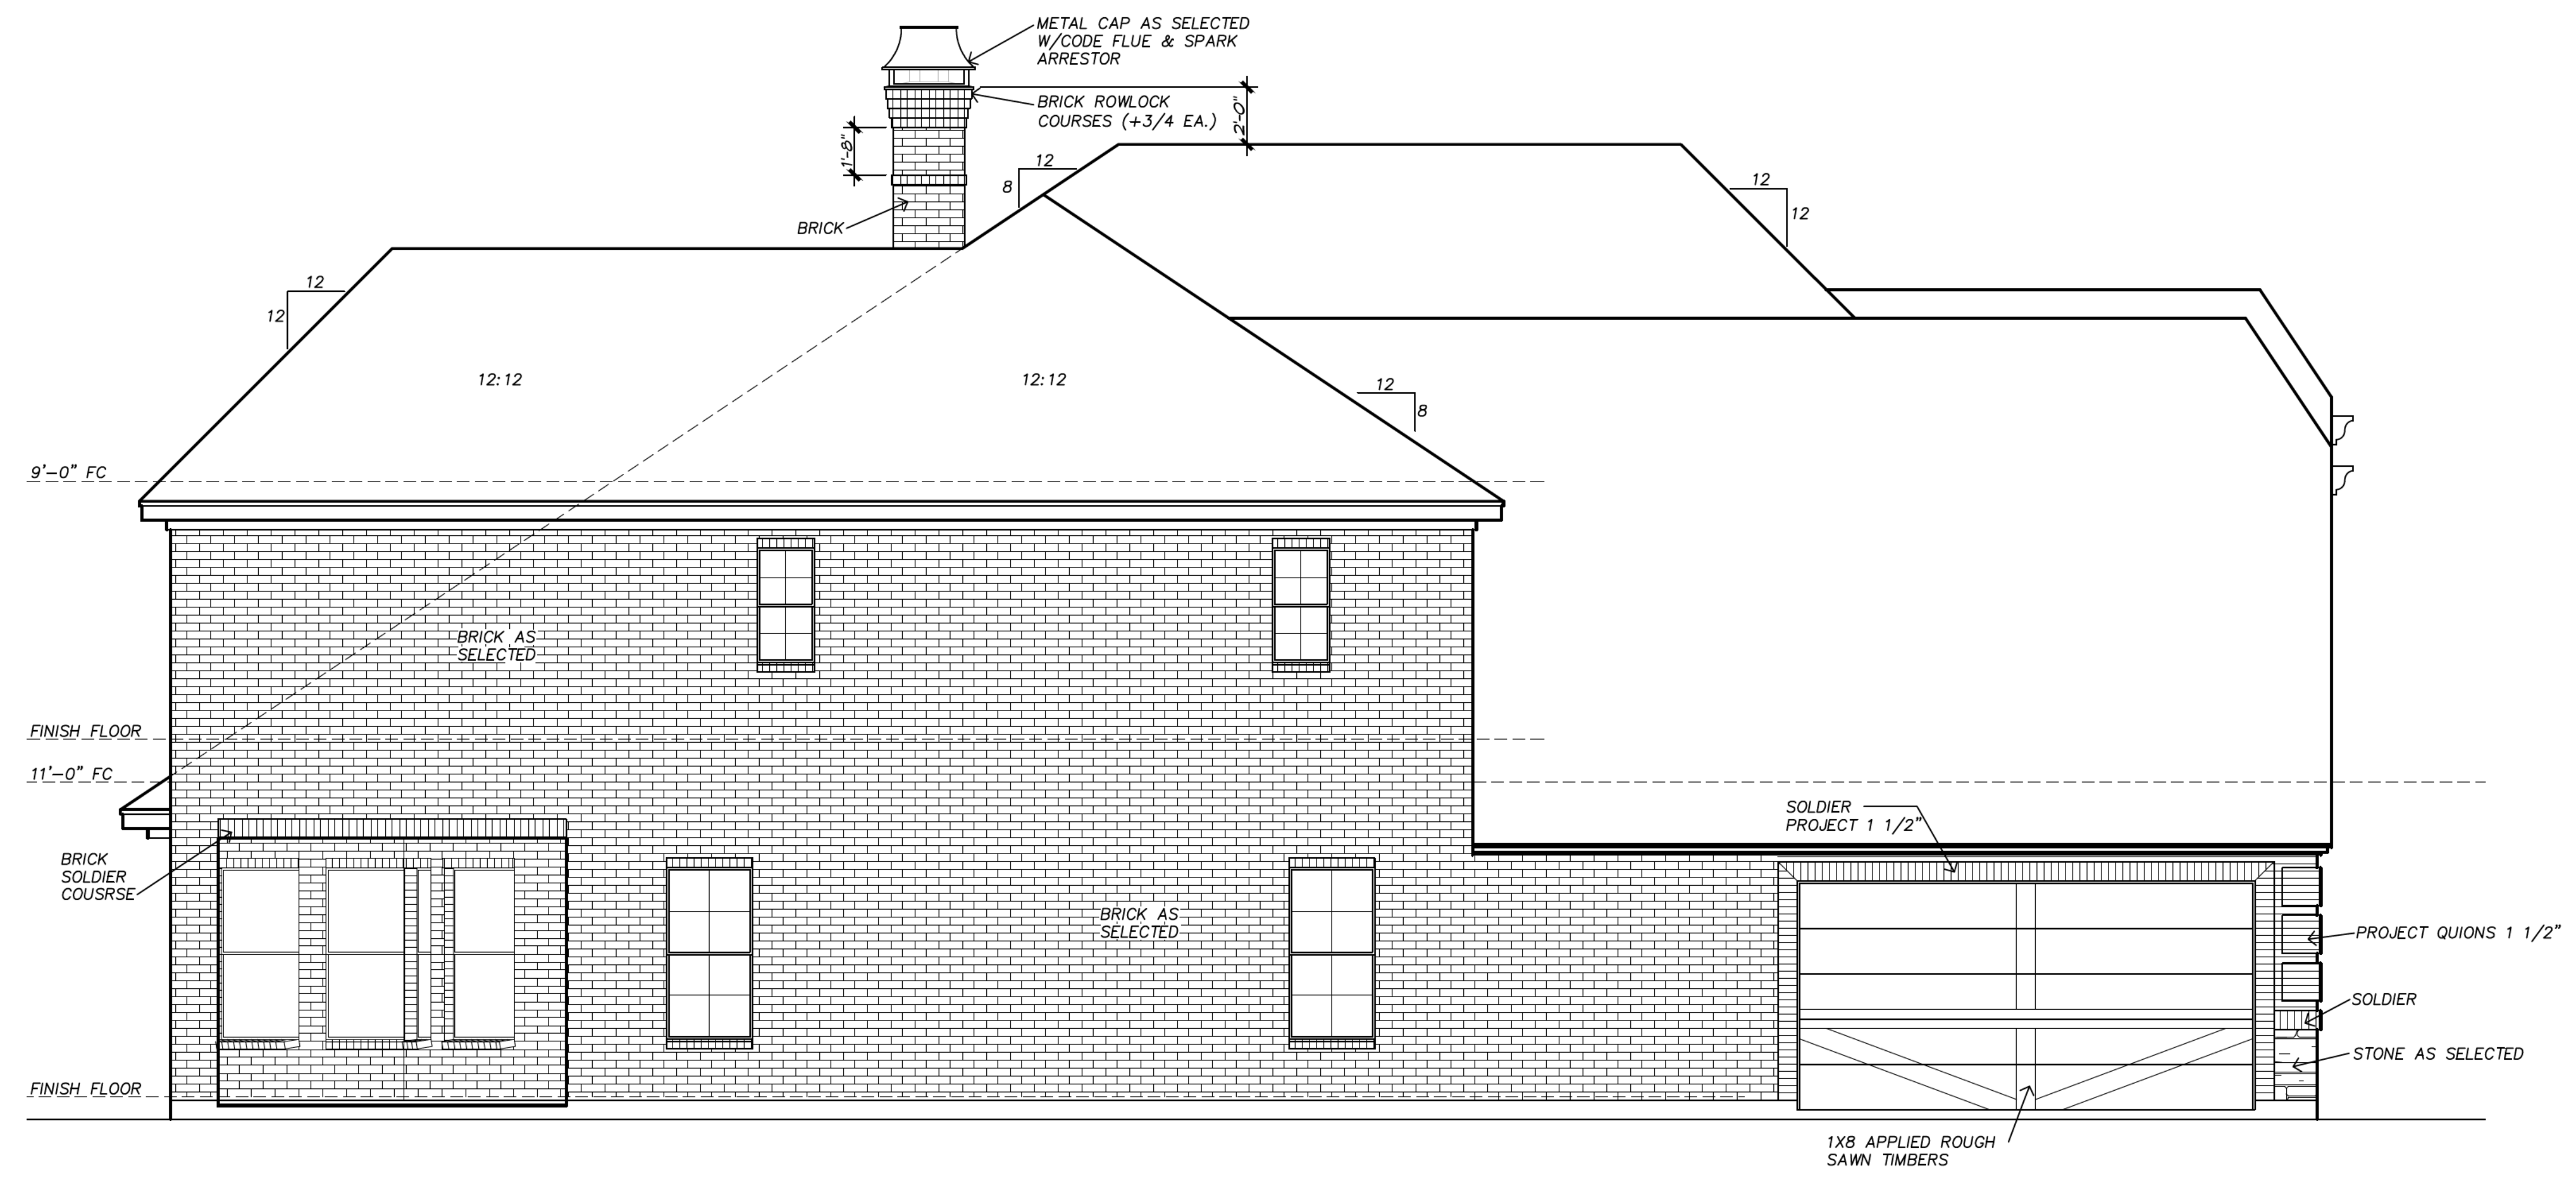 METAL CAP AS SELECTED
W/CODE FLUE & SPARK
ARRESTOR
BRICK ROWLOCK
COURSES (+3/4 EA.)
2'-0"
1'-8"
BRICK
12
8
12
12
12
12
12:12
12:12
12
8
9'-0" FC
BRICK AS
SELECTED
FINISH FLOOR
11'-0" FC
SOLDIER
PROJECT 1 1/2"
BRICK
SOLDIER
COUSRSE
BRICK AS
SELECTED
PROJECT QUIONS 1 1/2"
SOLDIER
STONE AS SELECTED
FINISH FLOOR
1X8 APPLIED ROUGH
SAWN TIMBERS